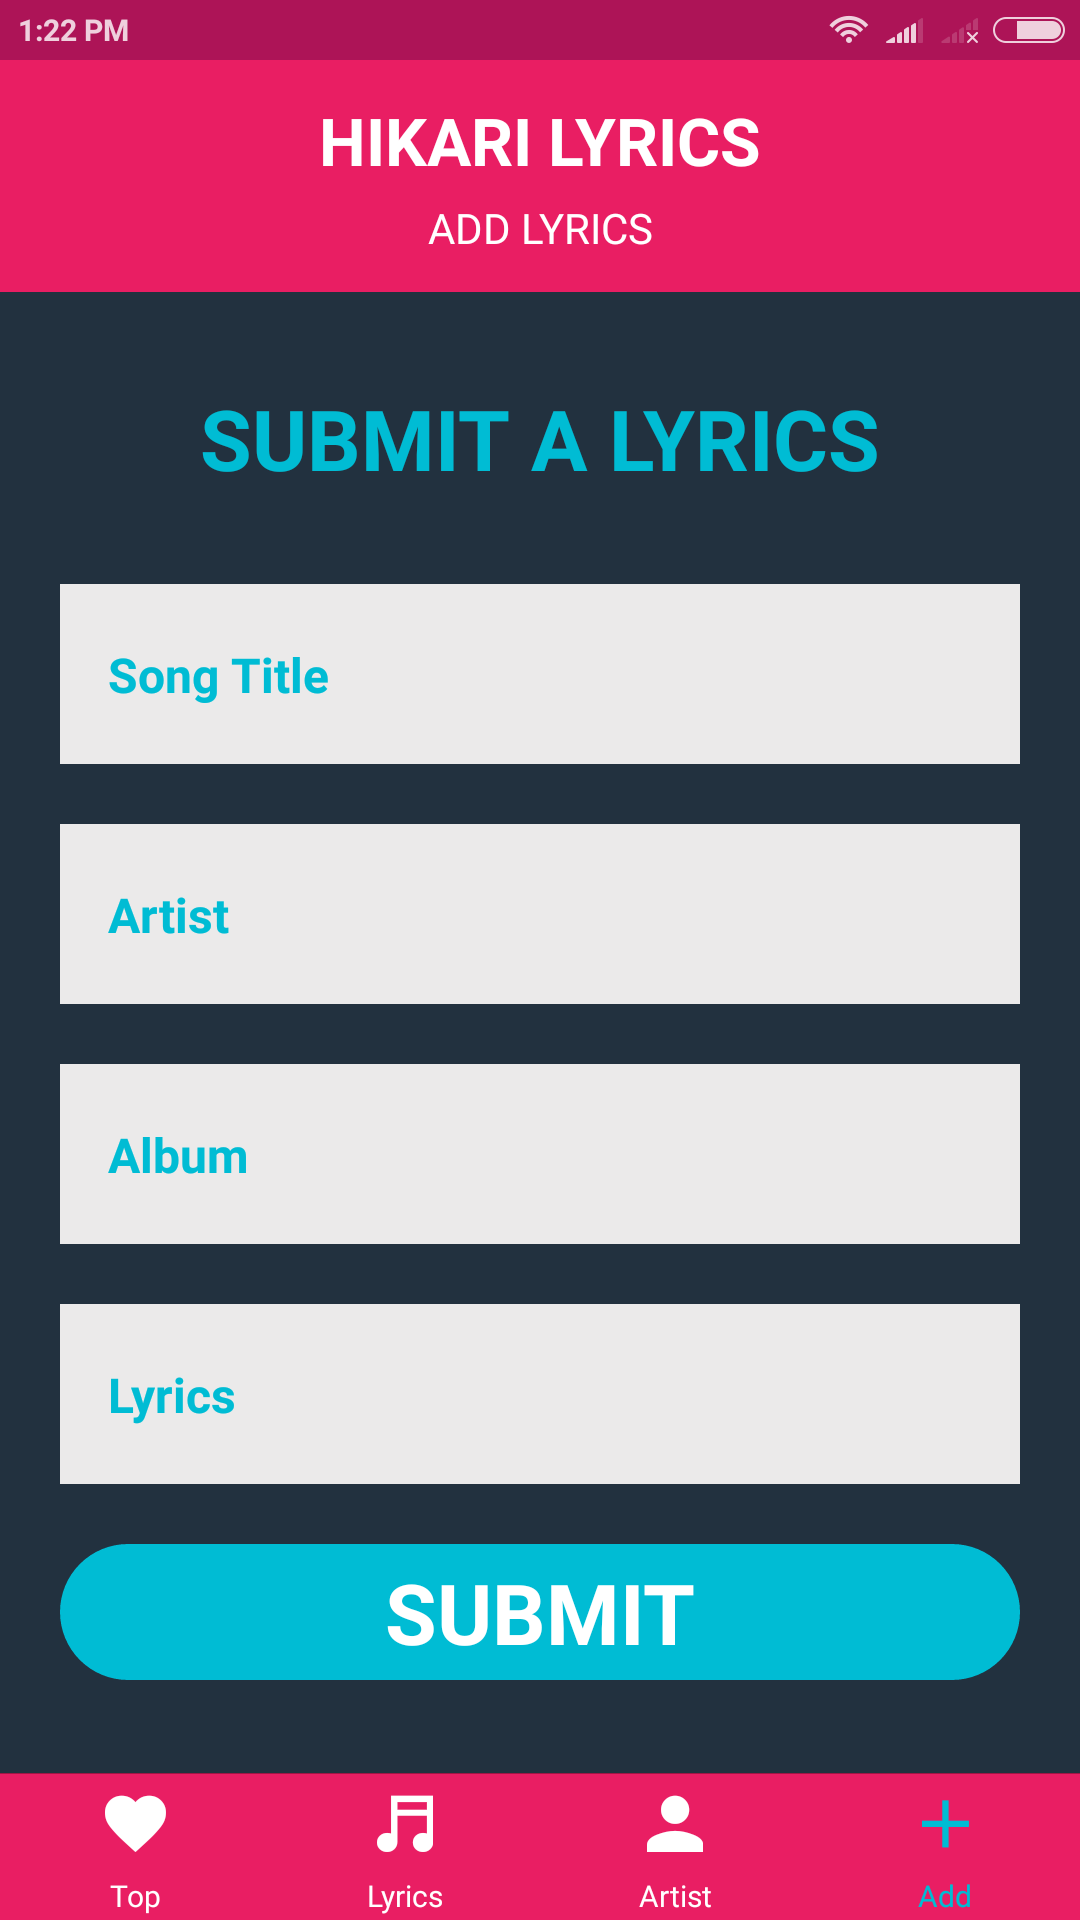 1:22 PM
HIKARI LYRICS
ADD LYRICS
SUBMIT A LYRICS
Song Title
Artist
Album
Lyrics
SUBMIT
Top
Lyrics
Artist
Add